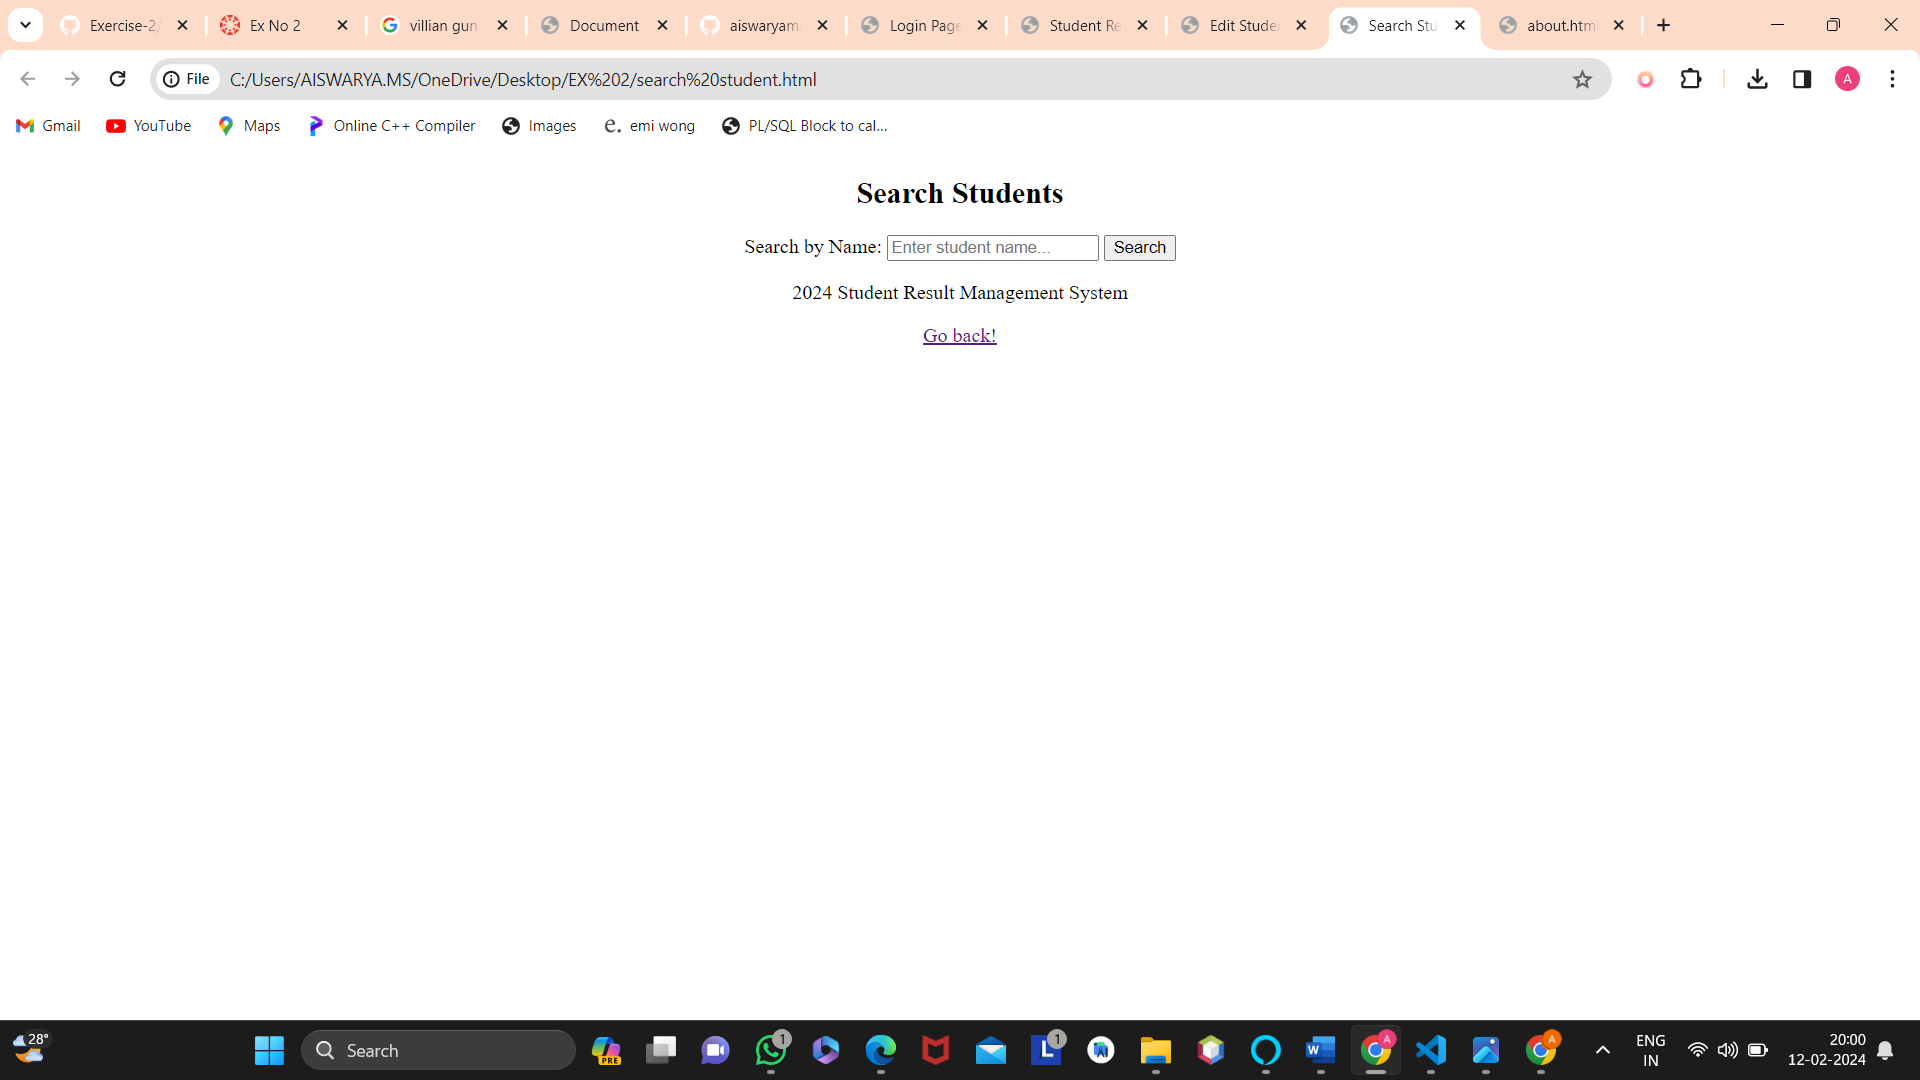 Exercise-2/
Ex No 2
villian gun
Document
aiswaryam
Login Page
Student Re
Edit Studen
Search Stu
about.htm
File
C:/Users/AISWARYA.MS/OneDrive/Desktop/EX%202/search%20student.html
A
Gmail
YouTube
Maps
Online C++ Compiler
Images
e. emi wong
PL/SQL Block to cal...
Search Students
Search by Name: Enter student name... Search
2024 Student Result Management System
Go back!
28°
Search
PRE
1
L 1
W
A
A
ENG
IN
20:00
12-02-2024